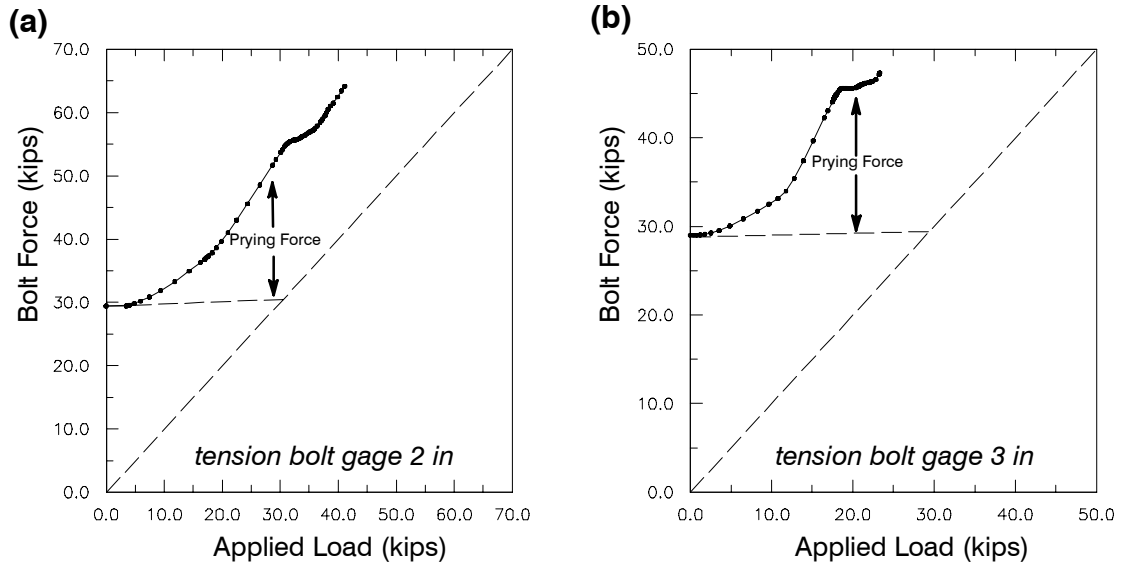 (a)
70.0
60.0
50.0
40.0
30.0
20.0
10.0
0.0
Bolt Force (kips)
Prying Force
tension bolt gage 2 in
0.0 10.0 20.0 30.0 40.0 50.0 60.0 70.0
Applied Load (kips)
(b)
50.0
40.0
30.0
20.0
10.0
0.0
Bolt Force (kips)
Prying Force
tension bolt gage 3 in
0.0 10.0 20.0 30.0 40.0 50.0
Applied Load (kips)